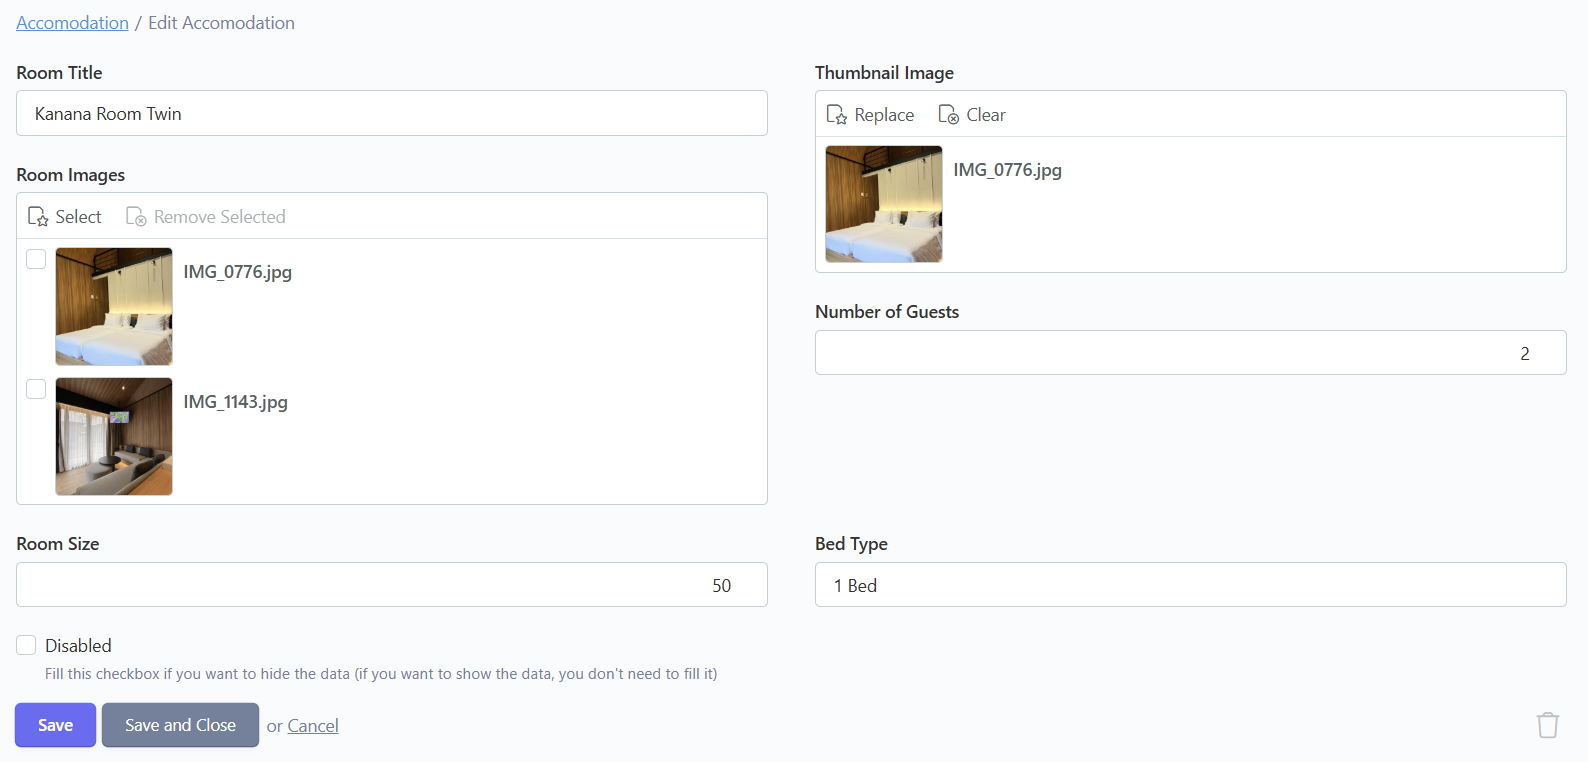 Accomodation / Edit Accomodation
Room Title
Kanana Room Twin
Room Images
Select Remove Selected
IMG_0776.jpg
IMG_1143.jpg
Thumbnail Image
Replace Clear
IMG_0776.jpg
Number of Guests
2
Room Size
50
Bed Type
1 Bed
Disabled
Fill this checkbox if you want to hide the data (if you want to show the data, you don't need to fill it)
Save Save and Close or Cancel